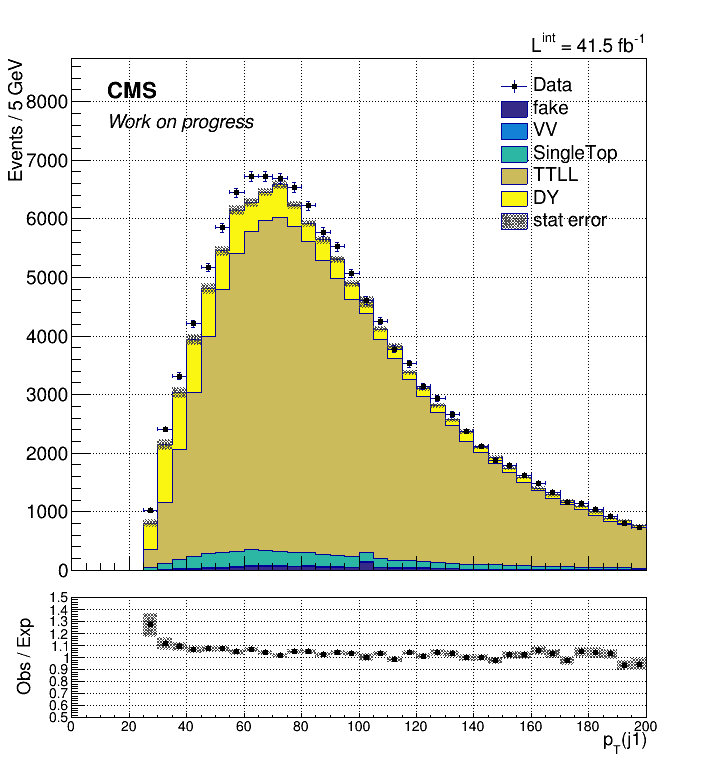 L^int = 41.5 fb^-1
Events / 5 GeV
CMS
Work on progress
Data
fake
VV
SingleTop
TTLL
DY
stat error
8000
7000
6000
5000
4000
3000
2000
1000
0
Obs / Exp
1.5
1.4
1.3
1.2
1.1
1
0.9
0.8
0.7
0.6
0.5
0 20 40 60 80 100 120 140 160 180 200
p_T(j1)